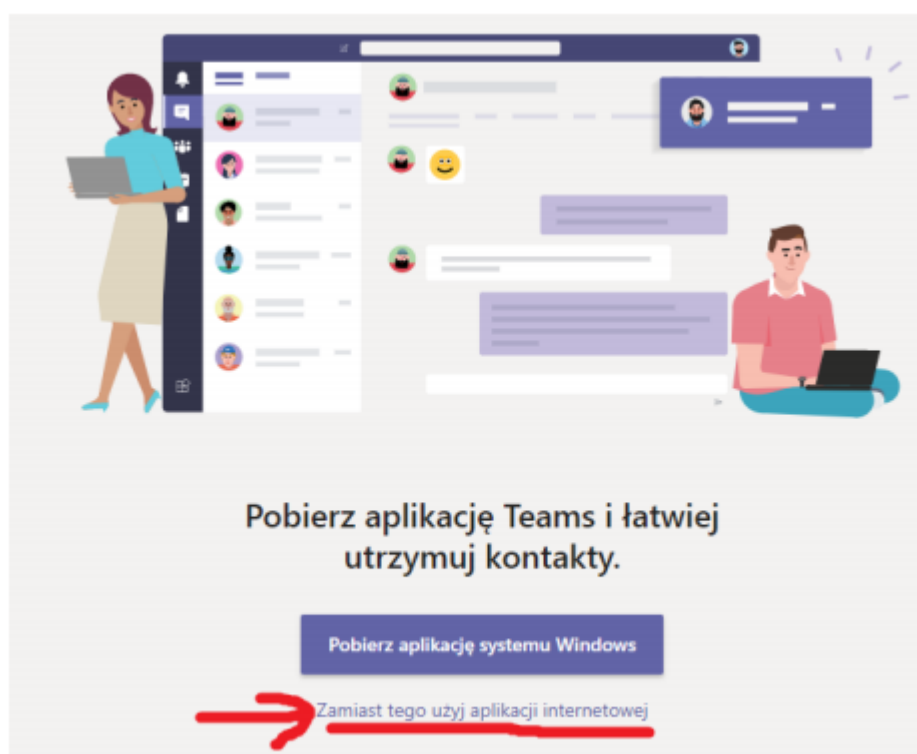 Pobierz aplikację Teams i łatwiej
utrzymuj kontakty.
Pobierz aplikację systemu Windows
Zamiast tego użyj aplikacji internetowej